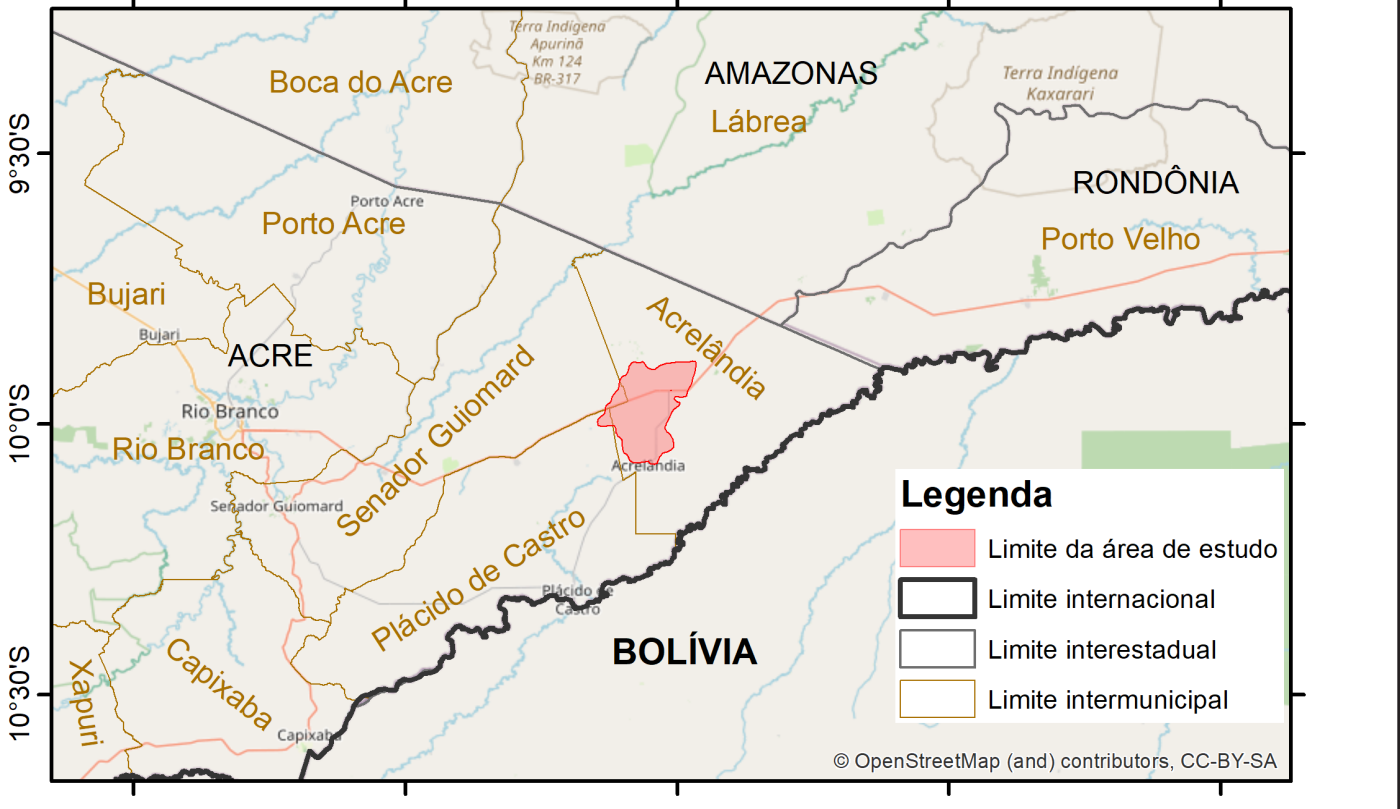 Terra Indígena
Apurinã
Km 124
BR-317
AMAZONAS
Terra Indígena
Kaxarari
Boca do Acre
Lábrea
9°30'S
RONDÔNIA
Porto Acre
Porto Acre
Porto Velho
Bujari
Bujari
Acrelândia
ACRE
Senador Guiomard
Rio Branco
10°0'S
Rio Branco
Acrelândia
Senador Guiomard
Plácido de Castro
Plácido de
Castro
BOLÍVIA
Capixaba
Xapuri
10°30'S
Capixaba
Legenda
Limite da área de estudo
Limite internacional
Limite interestadual
Limite intermunicipal
© OpenStreetMap (and) contributors, CC-BY-SA